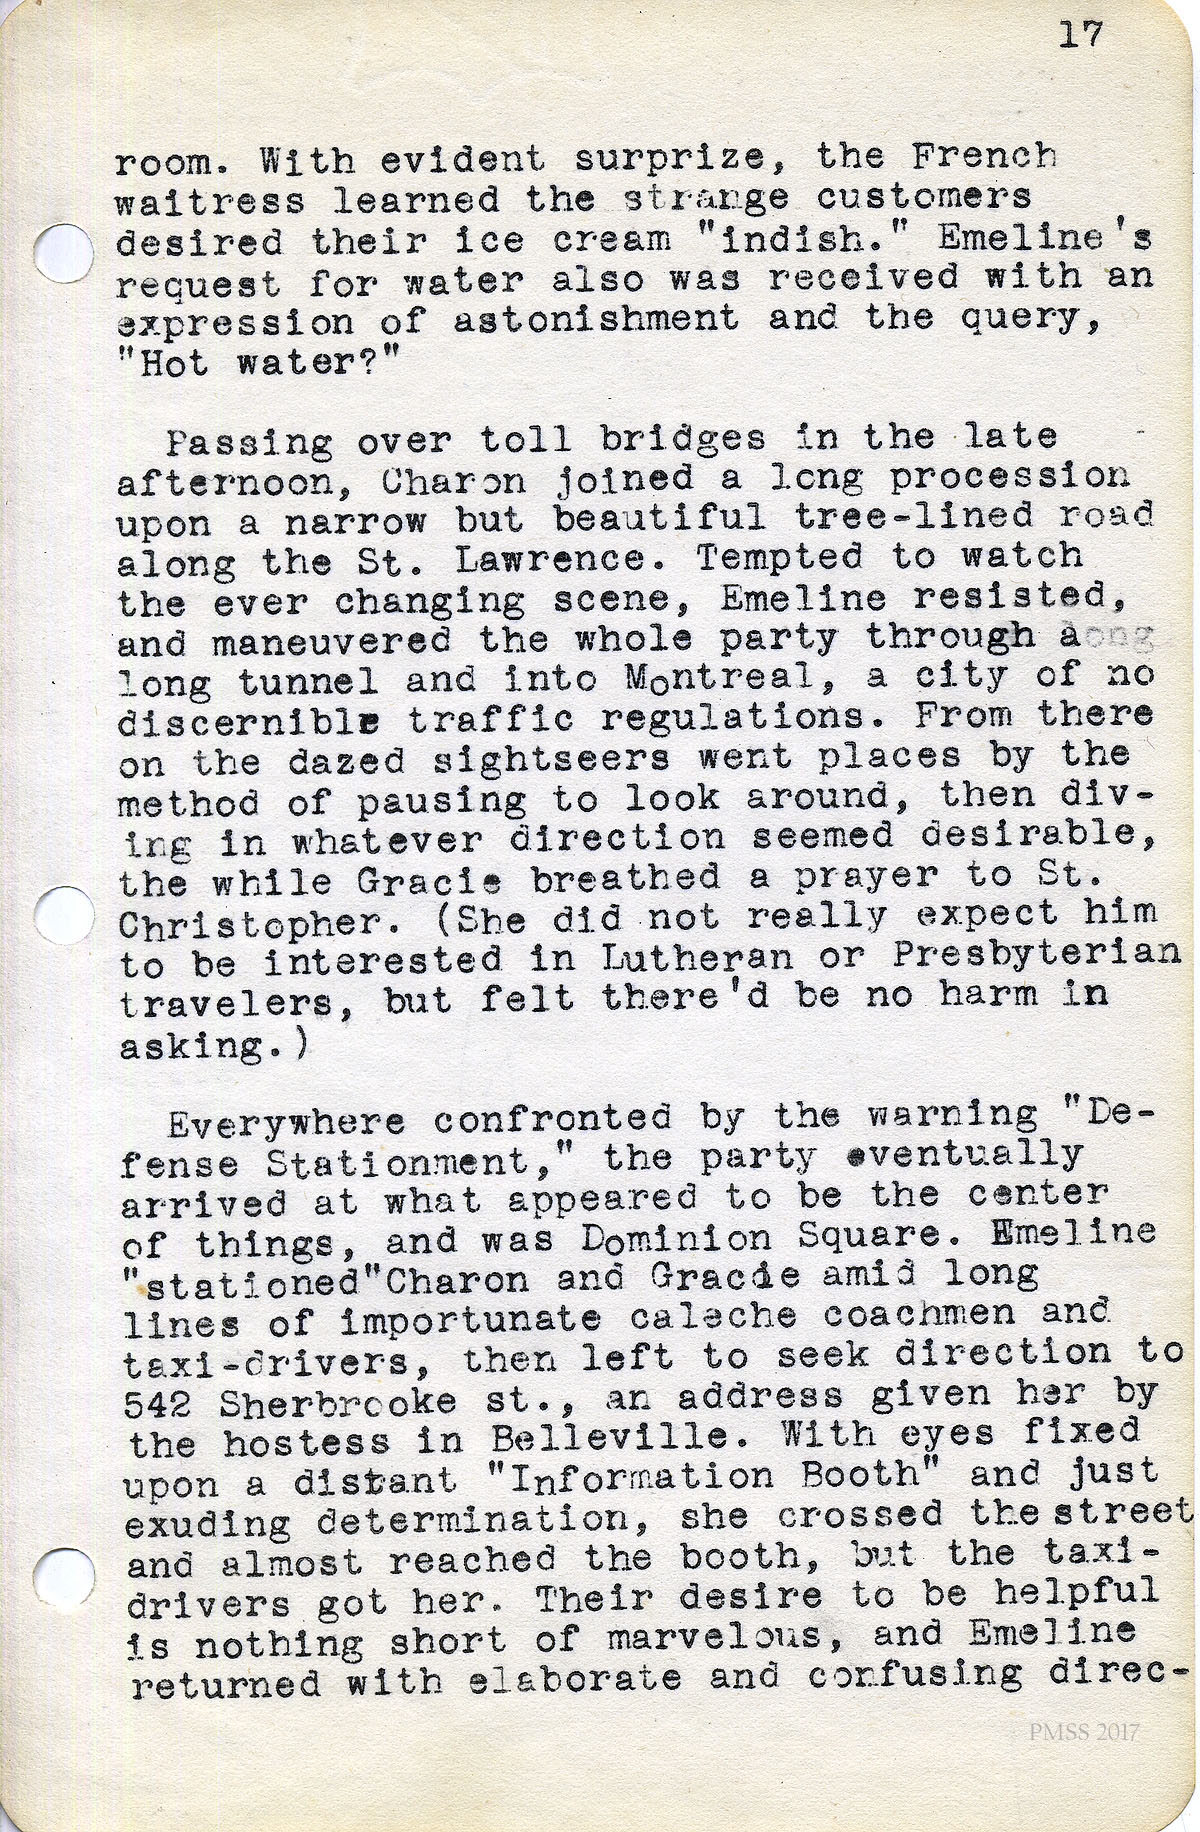 17
room. With evident surprize, the French
waitress learned the strange customers
desired their ice cream "indish." Emeline's
request for water also was received with an
expression of astonishment and the query,
"Hot water?"
Passing over toll bridges in the late
afternoon, Charon joined a long procession
upon a narrow but beautiful tree-lined road
along the St. Lawrence. Tempted to watch
the ever changing scene, Emeline resisted,
and maneuvered the whole party through a
long tunnel and into Montreal, a city of no
discernible traffic regulations. From there
on the dazed sightseers went places by the
method of pausing to look around, then div-
ing in whatever direction seemed desirable,
the while Gracie breathed a prayer to St.
Christopher. (She did not really expect him
to be interested in Lutheran or Presbyterian
travelers, but felt there'd be no harm in
asking.)
Everywhere confronted by the warning "De-
fense Stationment," the party eventually
arrived at what appeared to be the center
of things, and was Dominion Square. Emeline
"stationed"Charon and Gracie amid long
lines of importunate caleche coachmen and
taxi-drivers, then left to seek direction to
542 Sherbrooke st., an address given her by
the hostess in Belleville. With eyes fixed
upon a distant "Information Booth" and just
exuding determination, she crossed the street
and almost reached the booth, but the taxi-
drivers got her. Their desire to be helpful
is nothing short of marvelous, and Emeline
returned with elaborate and confusing direc-
PMSS 2017